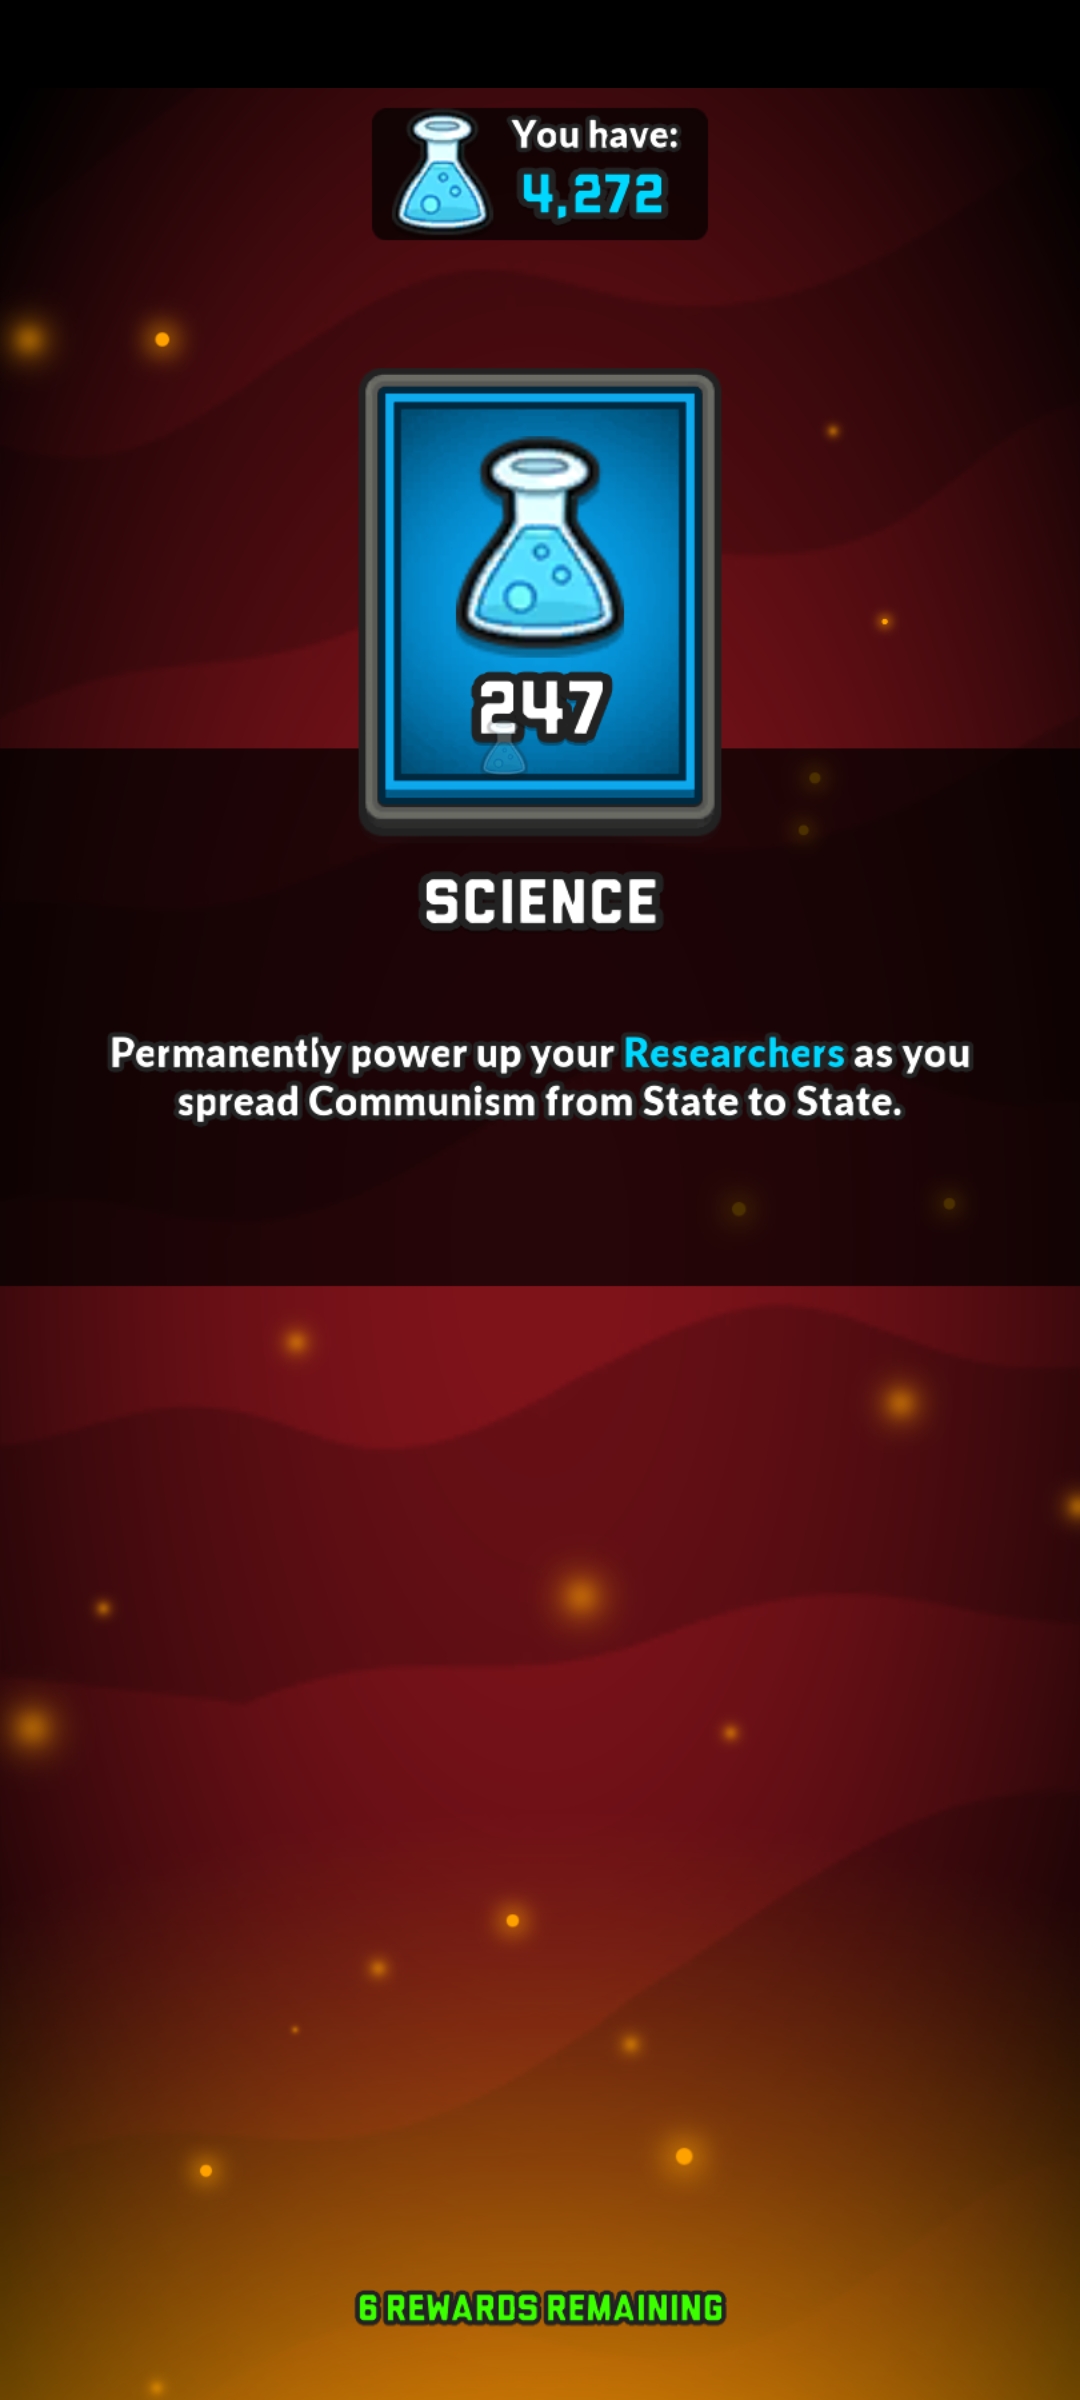 You have:
4,272
247
SCIENCE
Permanently power up your Researchers as you
spread Communism from State to State.
6 REWARDS REMAINING